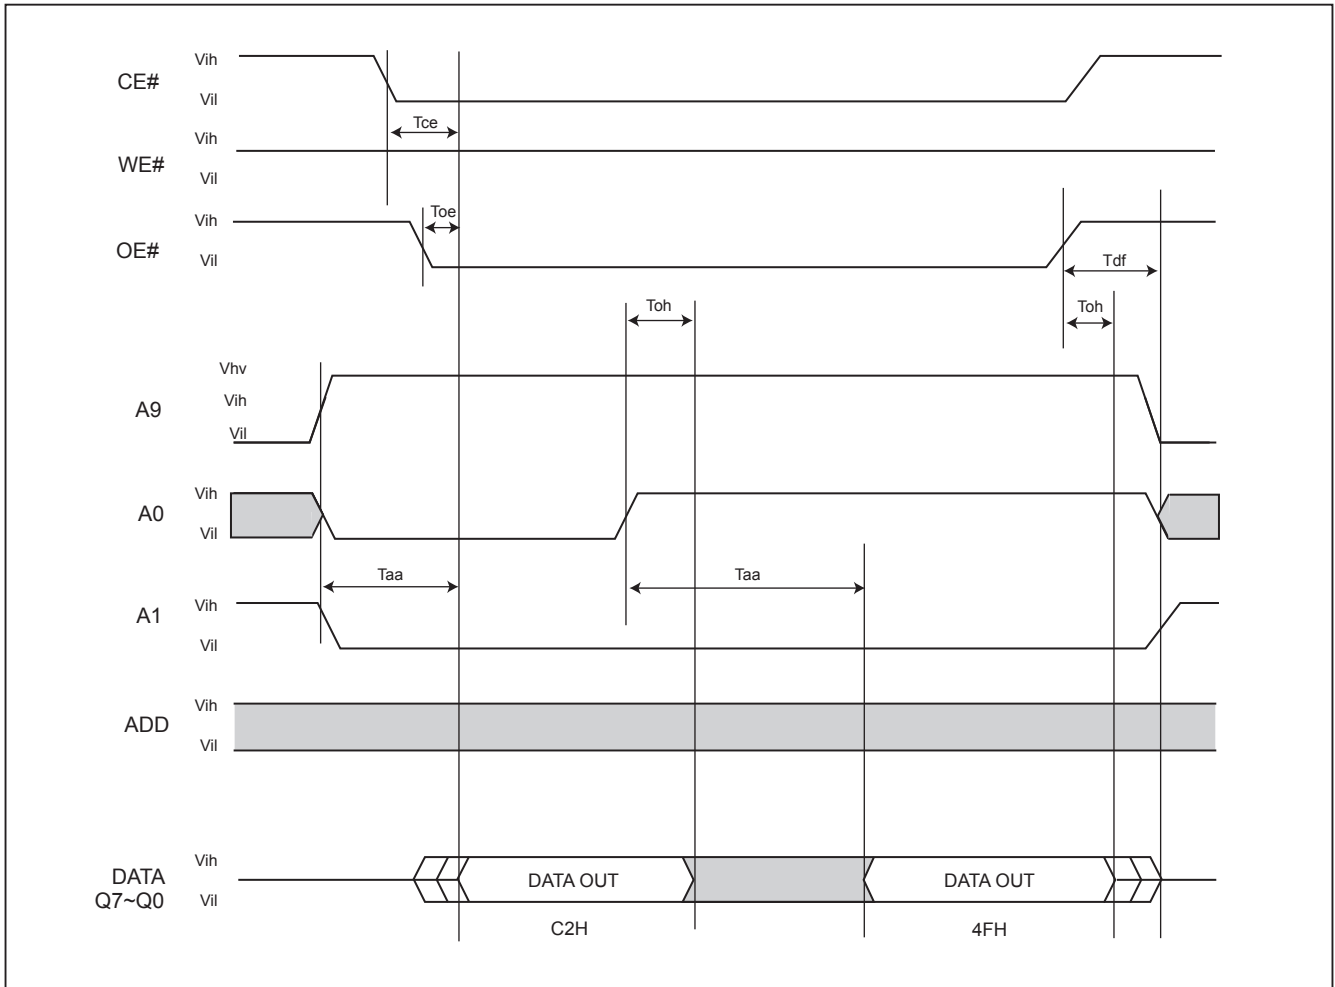 CE#
Vih
Vil
Tce
WE#
Vih
Vil
OE#
Vih
Vil
Toe
Tdf
Toh
Toh
A9
Vhv
Vih
Vil
A0
Vih
Vil
Taa
Taa
A1
Vih
Vil
ADD
Vih
Vil
DATA
Q7~Q0
Vih
Vil
DATA OUT
DATA OUT
C2H
4FH